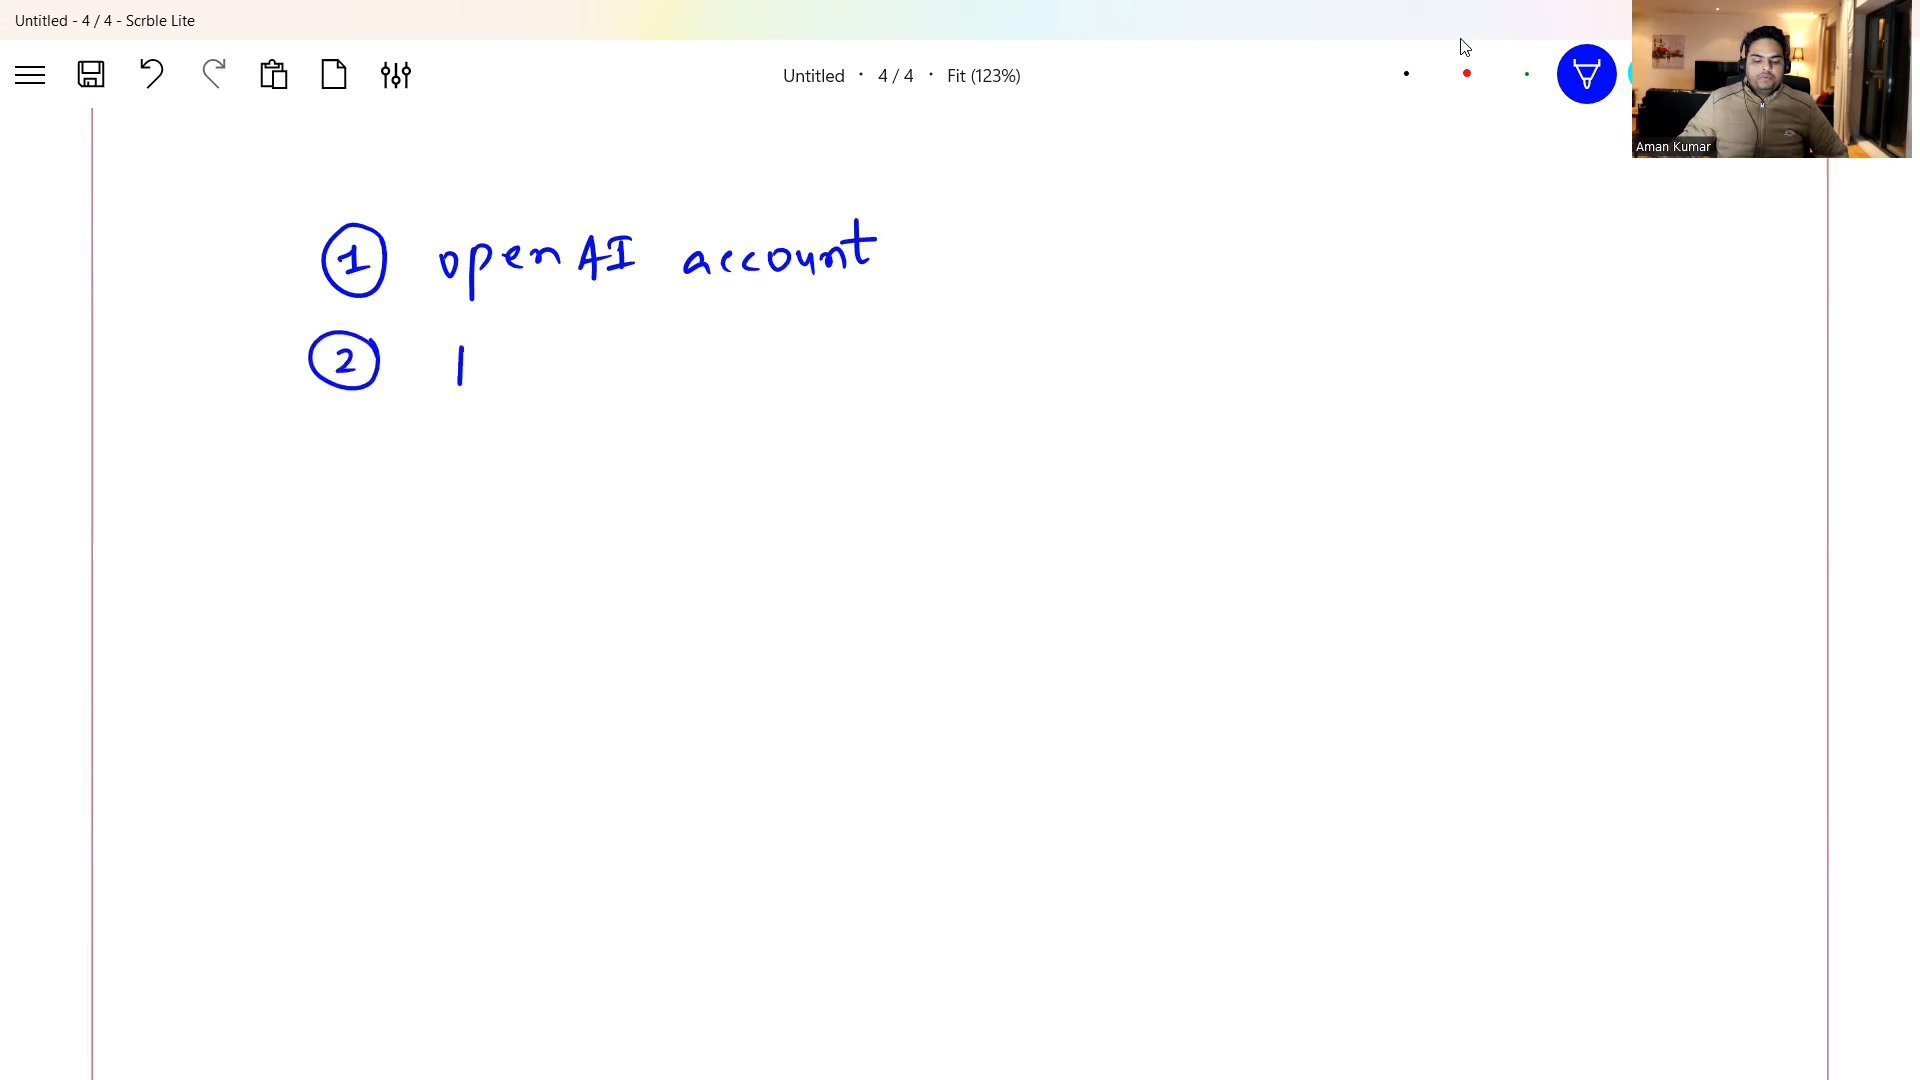 Untitled - 4 / 4 - Scrble Lite
Untitled · 4 / 4 · Fit (123%)
Aman Kumar
1 openAI account
2 |